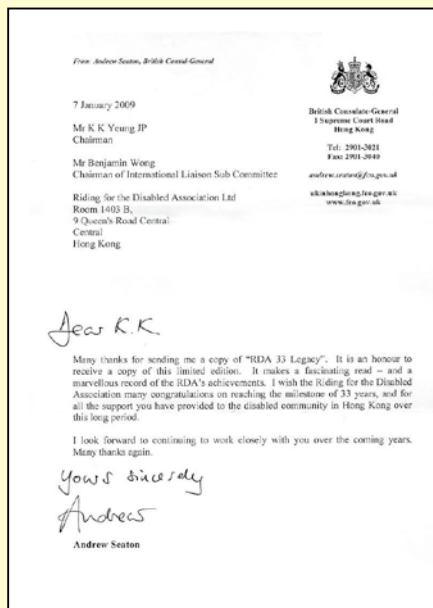 From Andrew Seaton, British Consul-General
7 January 2009
Mr K K Yeung JP
Chairman
Mr Benjamin Wong
Chairman of International Liaison Sub Committee
Riding for the Disabled Association Ltd
Room 1403 B,
9 Queen's Road Central
Central
Hong Kong
British Consulate-General
1 Supreme Court Road
Hong Kong
Tel: 2901-3021
Fax: 2901-3040
andrew.seaton@fco.gov.uk
ukinhongkong.fco.gov.uk
www.fco.gov.uk
Dear K.K.
Many thanks for sending me a copy of “RDA 33 Legacy”. It is an honour to
receive a copy of this limited edition. It makes a fascinating read – and a
marvellous record of the RDA's achievements. I wish the Riding for the Disabled
Association many congratulations on reaching the milestone of 33 years, and for
all the support you have provided to the disabled community in Hong Kong over
this long period.
I look forward to continuing to work closely with you over the coming years.
Many thanks again.
Yours sincerely
Andrew
Andrew Seaton